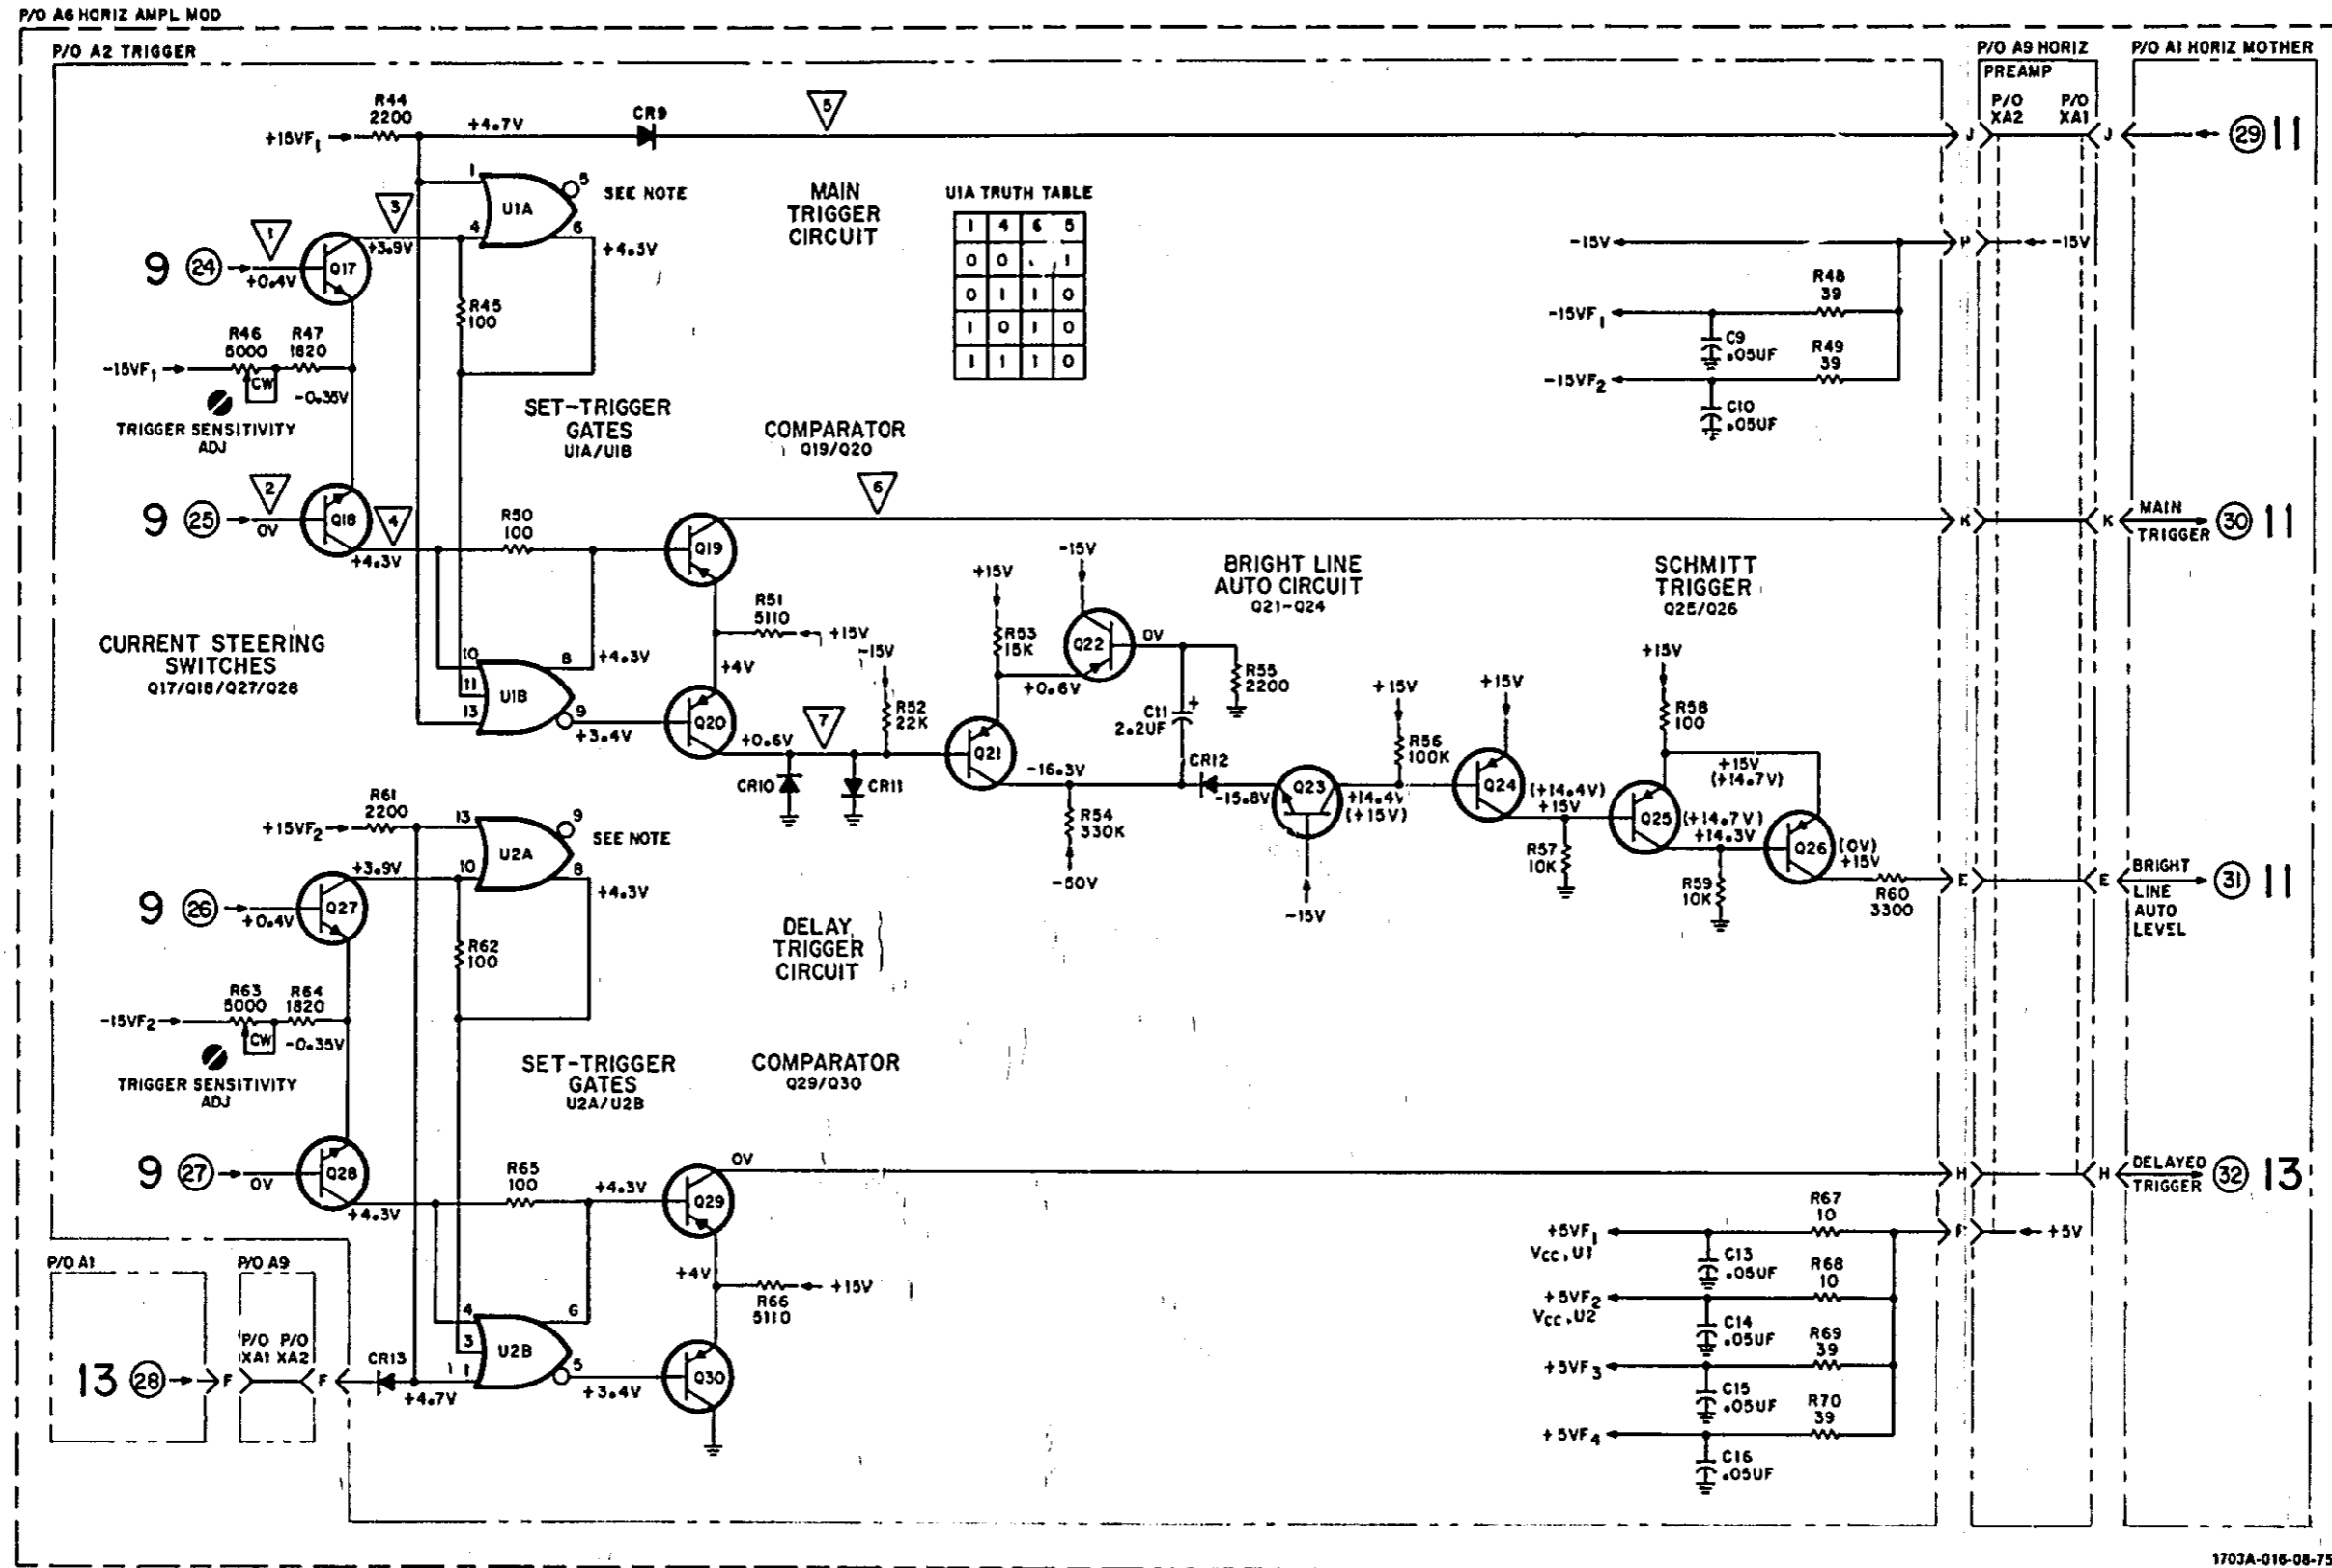 P/O A6 HORIZ AMPL MOD
P/O A2 TRIGGER
P/O A9 HORIZ
PREAMP
P/O XA2
P/O XA1
P/O A1 HORIZ MOTHER
R44
2200
+15VF1
+4.7V
CR9
5
J
J
29 11
1
5
SEE NOTE
U1A
4
6
+4.3V
MAIN
TRIGGER
CIRCUIT
U1A TRUTH TABLE
1 4 6 5
0 0 1
0 1 1 0
1 0 1 0
1 1 1 0
9 24
1
+0.4V
Q17
3
+3.9V
R45
100
-15V
P
-15V
R48
39
-15VF1
C9
.05UF
R49
39
-15VF2
C10
.05UF
R46
5000
R47
1820
-15VF1
CW
-0.35V
TRIGGER SENSITIVITY
ADJ
SET-TRIGGER
GATES
U1A/U1B
COMPARATOR
Q19/Q20
9 25
2
0V
Q18
4
+4.3V
R50
100
Q19
6
K
K
MAIN
TRIGGER
30 11
CURRENT STEERING
SWITCHES
Q17/Q18/Q27/Q28
10
11
13
U1B
8
+4.3V
9
+3.4V
R51
5110
+15V
+4V
Q20
+0.6V
7
-15V
R52
22K
CR10
CR11
+15V
R53
15K
-15V
Q22
0V
+0.6V
R55
2200
C11
2.2UF
+
Q21
-16.3V
R54
330K
-50V
CR12
-15.8V
BRIGHT LINE
AUTO CIRCUIT
Q21-Q24
Q23
-15V
+14.4V
(+15V)
+15V
R56
100K
+15V
Q24
(+14.4V)
+15V
R57
10K
SCHMITT
TRIGGER
Q25/Q26
+15V
R58
100
+15V
(+14.7V)
Q25
(+14.7V)
+14.3V
R59
10K
Q26
(0V)
+15V
R60
3300
E
E
BRIGHT
LINE
AUTO
LEVEL
31 11
R61
2200
+15VF2
13
9
SEE NOTE
U2A
10
8
+4.3V
+3.9V
9 26
+0.4V
Q27
R62
100
DELAY
TRIGGER
CIRCUIT
R63
5000
R64
1820
-15VF2
CW
-0.35V
TRIGGER SENSITIVITY
ADJ
SET-TRIGGER
GATES
U2A/U2B
COMPARATOR
Q29/Q30
9 27
0V
Q28
+4.3V
R65
100
+4.3V
Q29
0V
H
H
DELAYED
TRIGGER
32 13
+4V
R66
5110
+15V
4
3
1
U2B
6
5
+3.4V
Q30
P/O A1
P/O A9
P/O XA1
P/O XA2
13 28
F
F
CR13
+4.7V
+5VF1
VCC, U1
R67
10
F
+5V
C13
.05UF
+5VF2
VCC, U2
R68
10
C14
.05UF
+5VF3
R69
39
C15
.05UF
+5VF4
R70
39
C16
.05UF
1703A-016-08-75